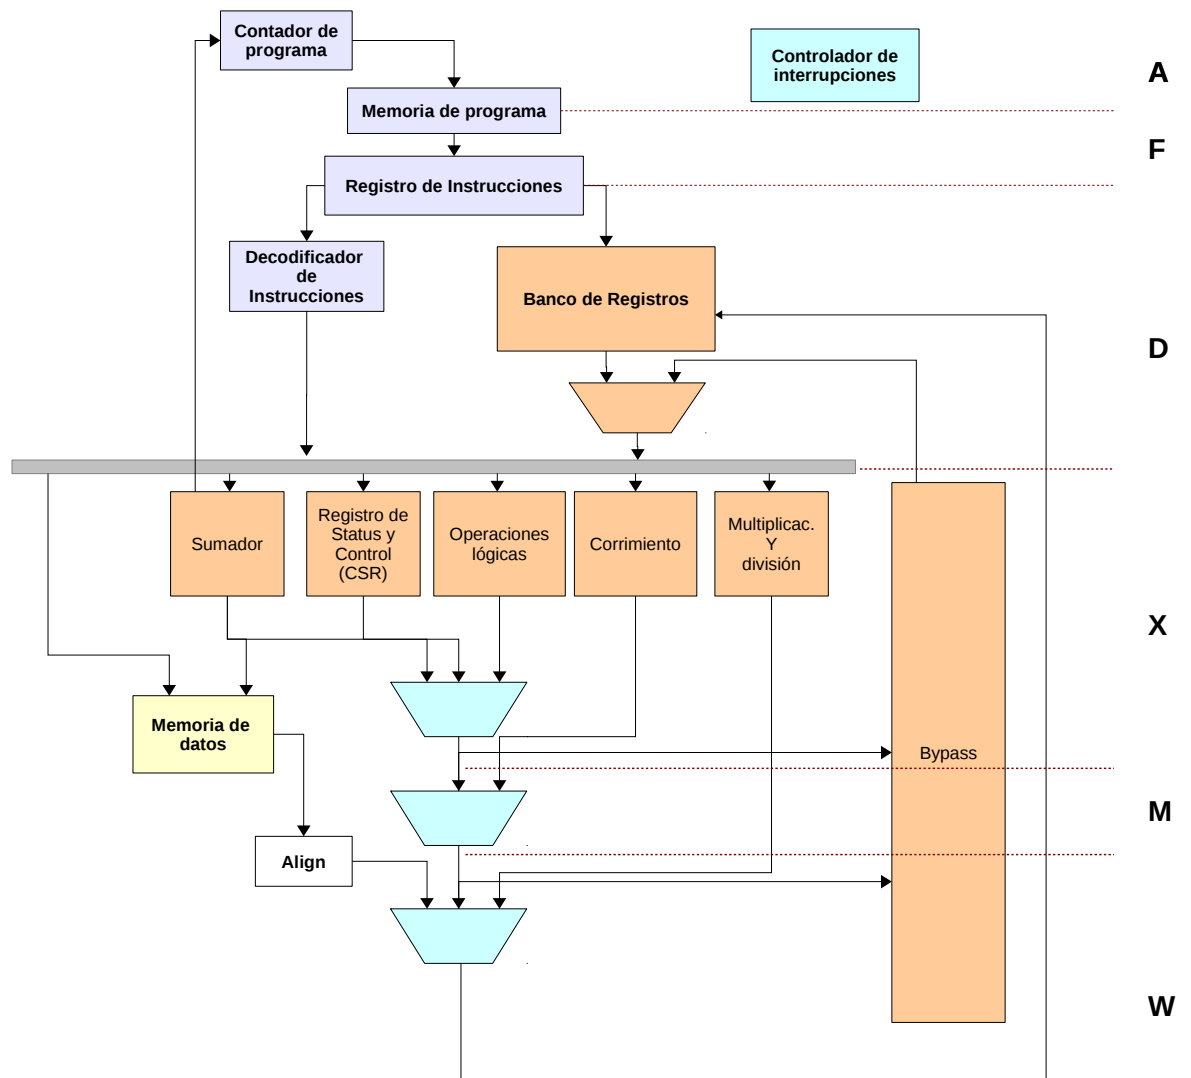 Contador de
programa
Controlador de
interrupciones
A
Memoria de programa
F
Registro de Instrucciones
Decodificador
de
Instrucciones
Banco de Registros
D
Sumador
Registro de
Status y
Control
(CSR)
Operaciones
lógicas
Corrimiento
Multiplicac.
Y
división
X
Memoria de
datos
Bypass
M
Align
W